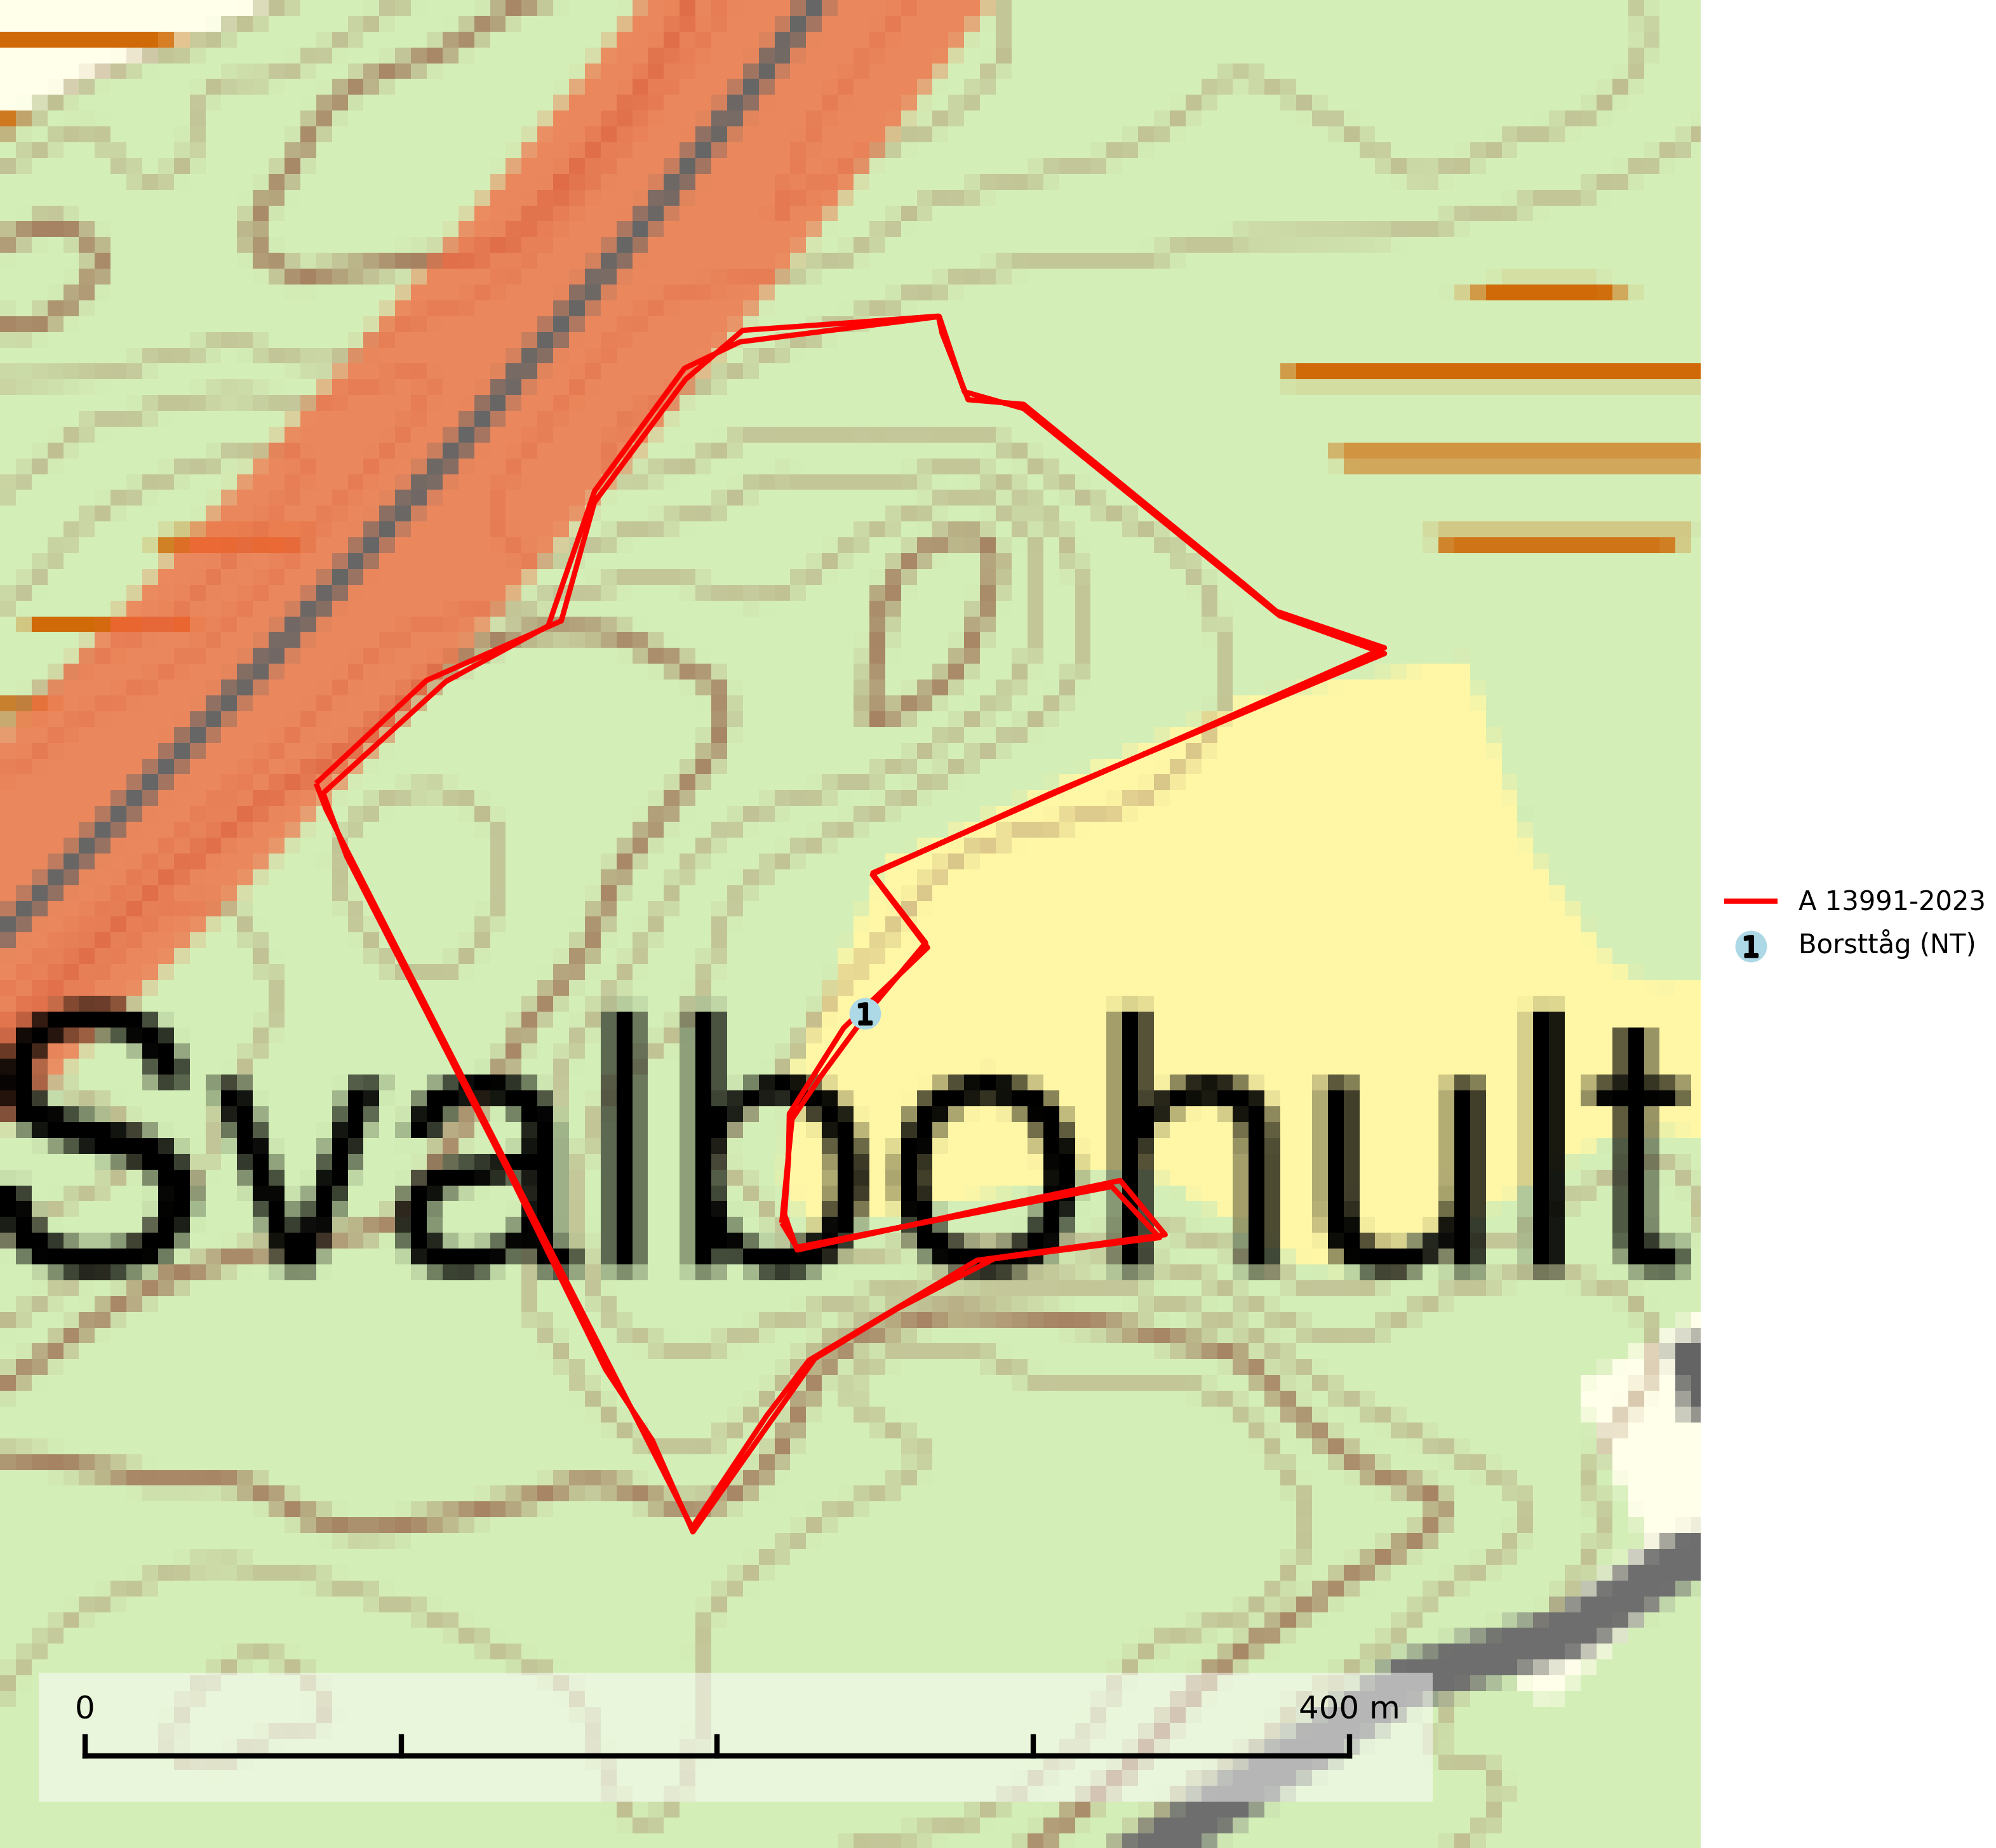 A 13991-2023
1 Borsttåg (NT)
1
Svalbohult
0 400 m